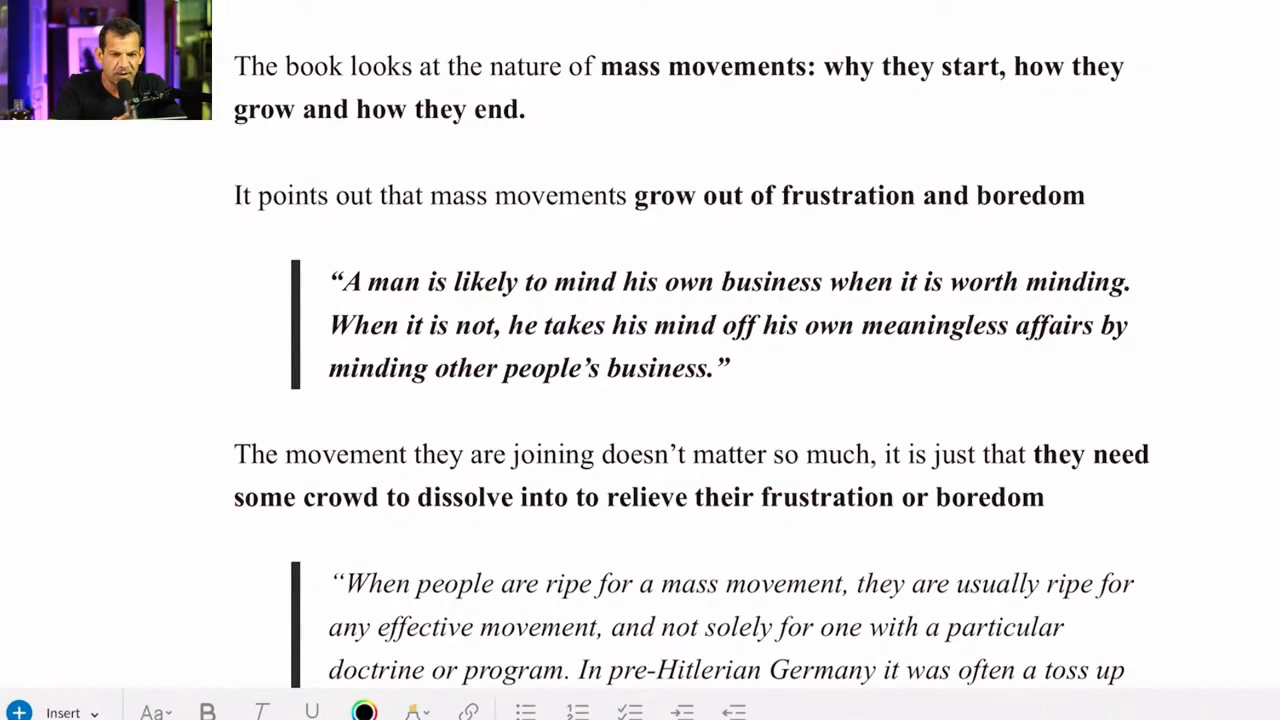 The book looks at the nature of mass movements: why they start, how they
grow and how they end.
It points out that mass movements grow out of frustration and boredom
“A man is likely to mind his own business when it is worth minding.
When it is not, he takes his mind off his own meaningless affairs by
minding other people’s business.”
The movement they are joining doesn’t matter so much, it is just that they need
some crowd to dissolve into to relieve their frustration or boredom
“When people are ripe for a mass movement, they are usually ripe for
any effective movement, and not solely for one with a particular
doctrine or program. In pre-Hitlerian Germany it was often a toss up
Insert Aa B T U